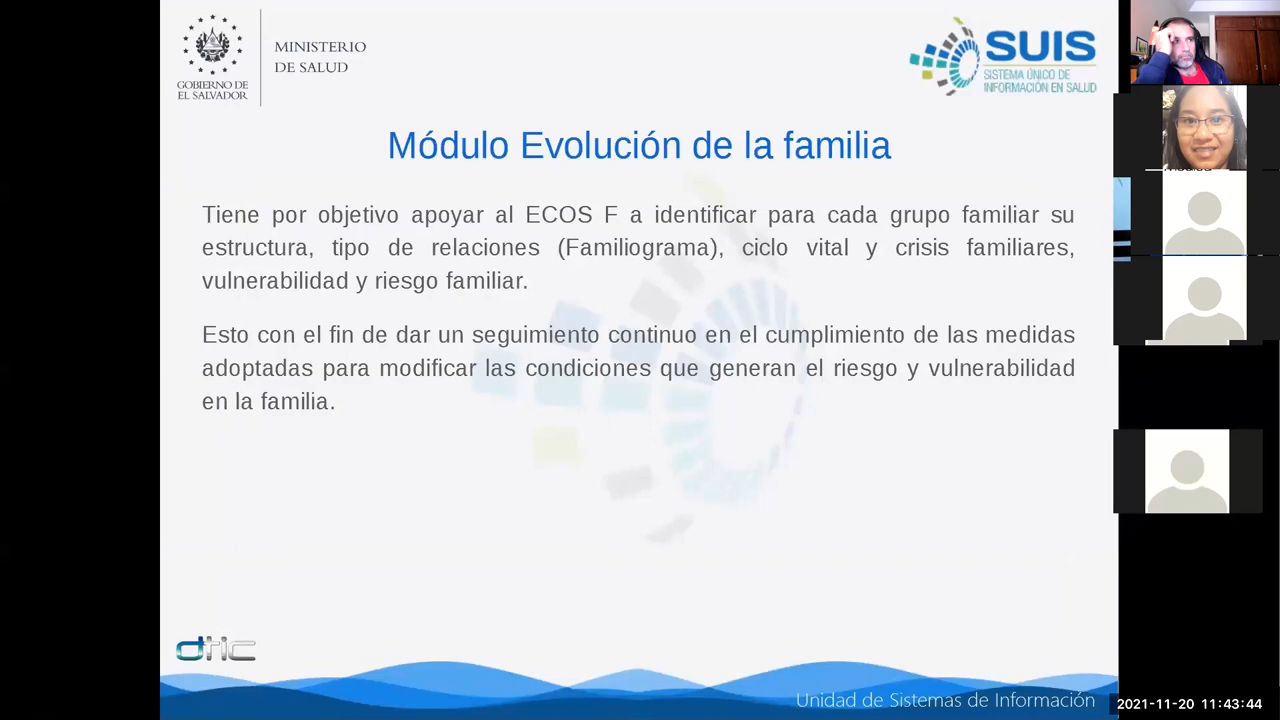 MINISTERIO
DE SALUD
GOBIERNO DE
EL SALVADOR
SUIS
SISTEMA ÚNICO DE
INFORMACIÓN EN SALUD
Módulo Evolución de la familia
Tiene por objetivo apoyar al ECOS F a identificar para cada grupo familiar su
estructura, tipo de relaciones (Familiograma), ciclo vital y crisis familiares,
vulnerabilidad y riesgo familiar.
Esto con el fin de dar un seguimiento continuo en el cumplimiento de las medidas
adoptadas para modificar las condiciones que generan el riesgo y vulnerabilidad
en la familia.
dtic
Unidad de Sistemas de Información
2021-11-20 11:43:44